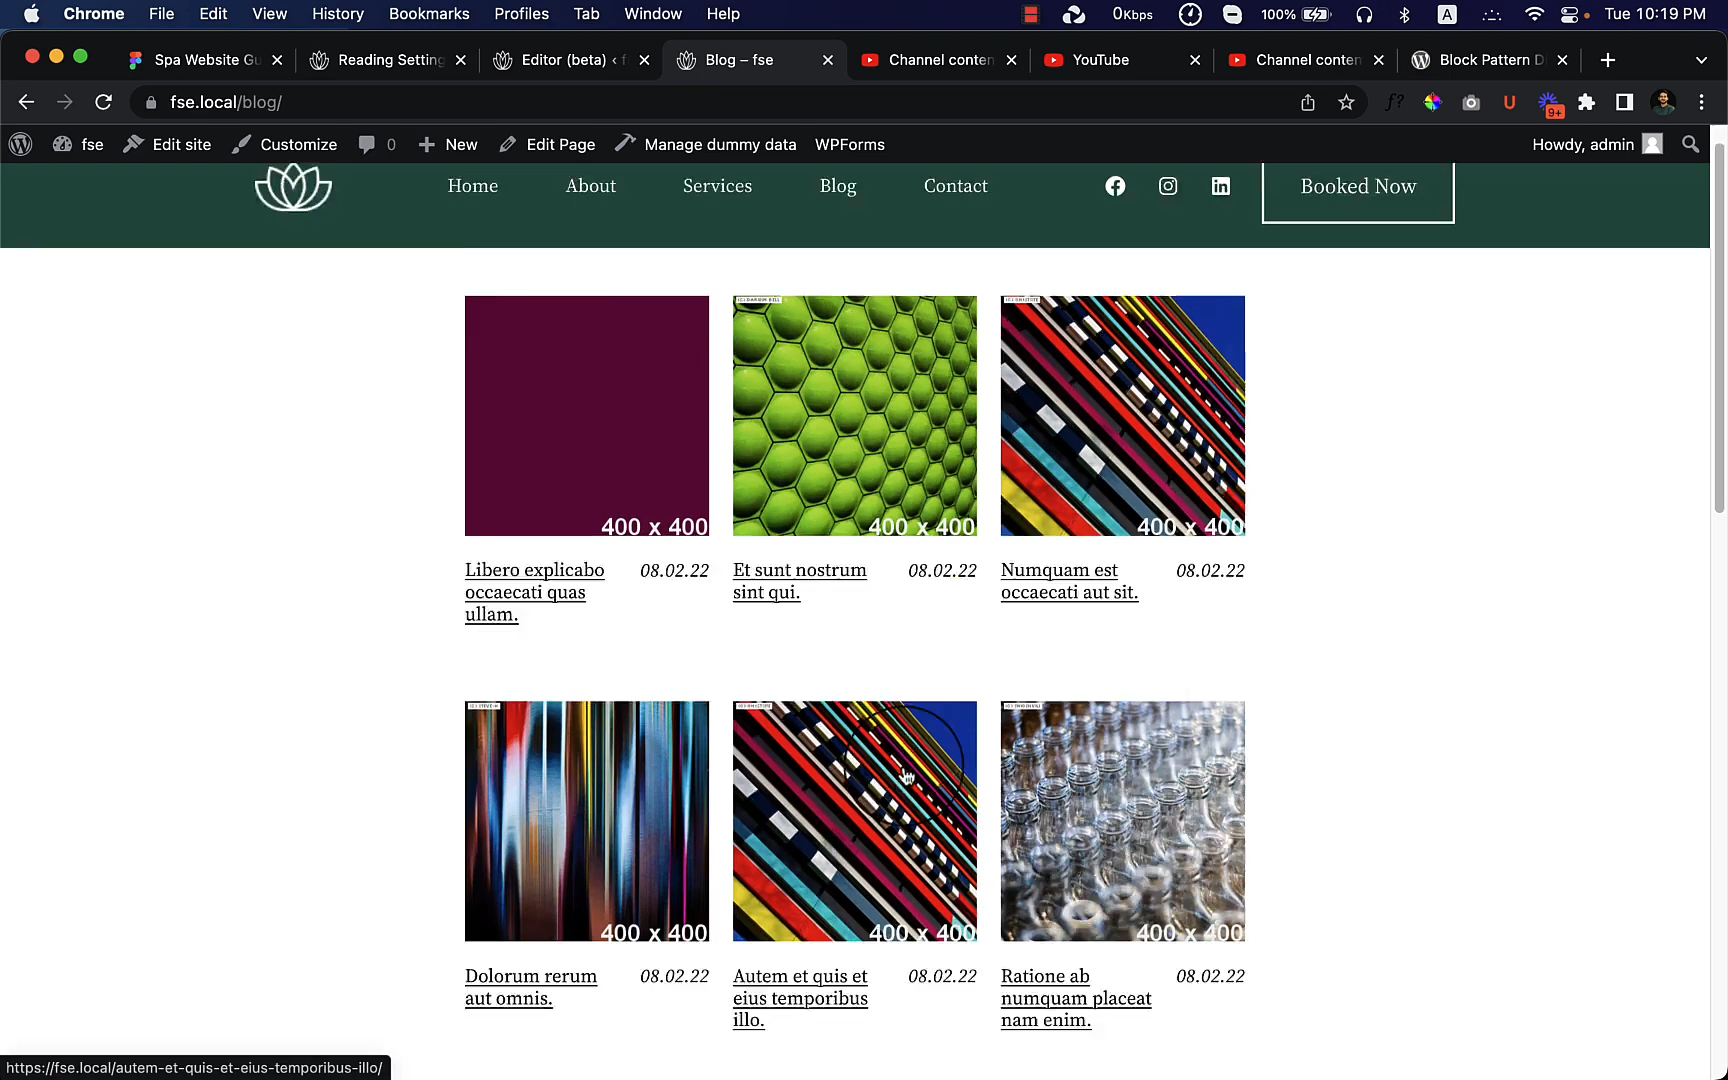 Chrome File Edit View History Bookmarks Profiles Tab Window Help 0Kbps 100% A Tue 10:19 PM
Spa Website Gu Reading Setting Editor (beta) ‹ f Blog – fse Channel conten YouTube Channel conten Block Pattern D
fse.local/blog/ f? U 9+
fse Edit site Customize 0 New Edit Page Manage dummy data WPForms Howdy, admin
Home About Services Blog Contact Booked Now
400 x 400 400 x 400 400 x 400
Libero explicabo
occaecati quas
ullam.
08.02.22
Et sunt nostrum
sint qui.
08.02.22
Numquam est
occaecati aut sit.
08.02.22
400 x 400 400 x 400 400 x 400
Dolorum rerum
aut omnis.
08.02.22
Autem et quis et
eius temporibus
illo.
08.02.22
Ratione ab
numquam placeat
nam enim.
08.02.22
https://fse.local/autem-et-quis-et-eius-temporibus-illo/